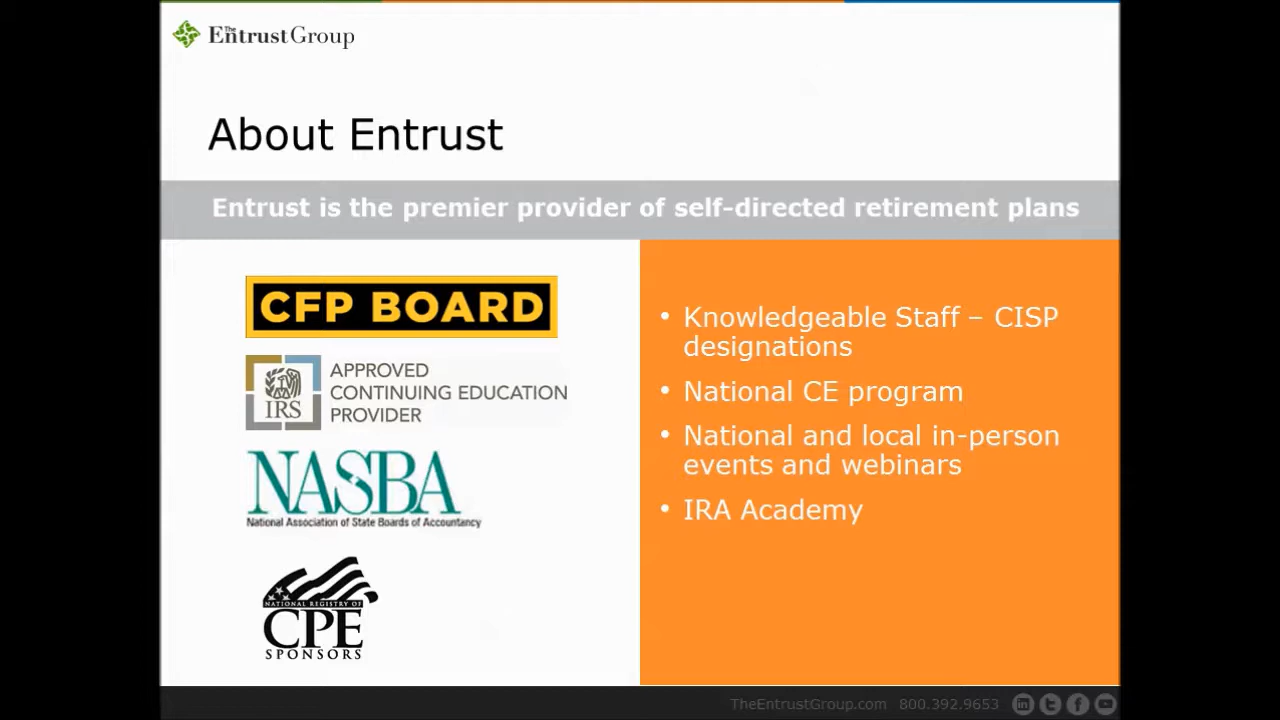 The EntrustGroup
About Entrust
Entrust is the premier provider of self-directed retirement plans
CFP BOARD
IRS
APPROVED
CONTINUING EDUCATION
PROVIDER
NASBA
National Association of State Boards of Accountancy
NATIONAL REGISTRY OF
CPE
SPONSORS
• Knowledgeable Staff – CISP
designations
• National CE program
• National and local in-person
events and webinars
• IRA Academy
TheEntrustGroup.com 800.392.9653